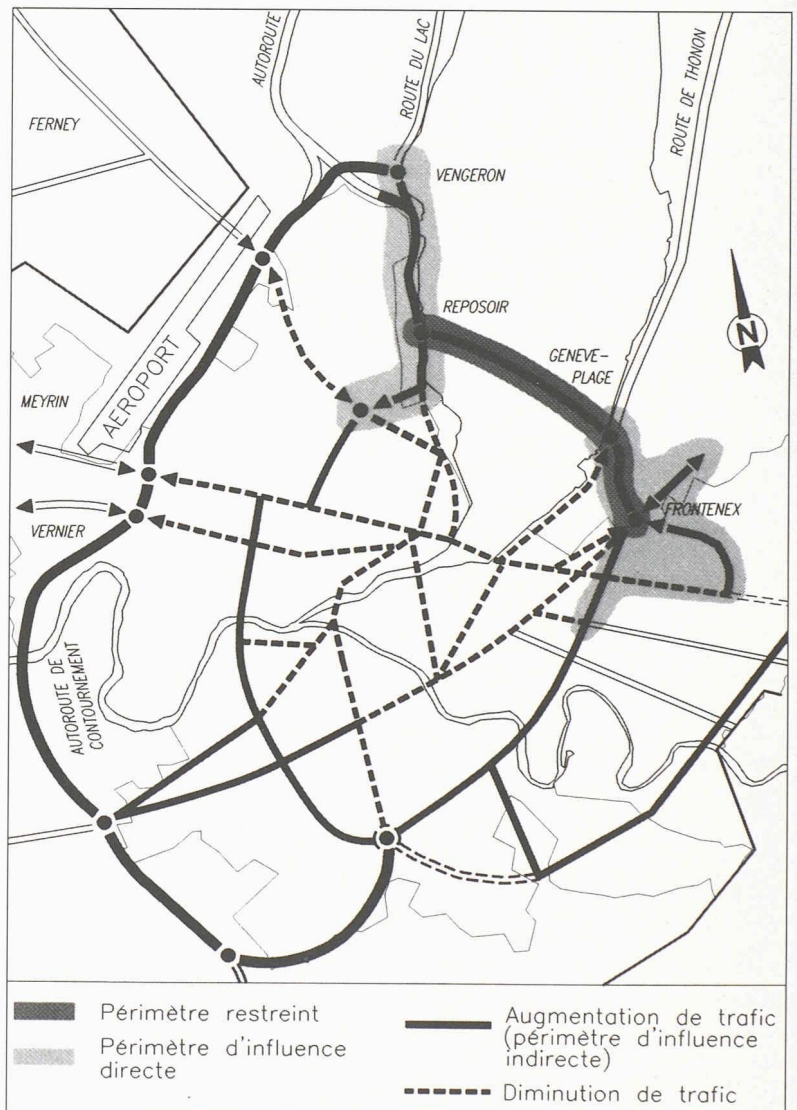 AUTOROUTE
ROUTE DU LAC
ROUTE DE THONON
FERNEY
VENGERON
REPOSOIR
N
GENEVE-
PLAGE
AEROPORT
MEYRIN
FRONTENEX
VERNIER
AUTOROUTE DE
CONTOURNEMENT
Périmètre restreint
Périmètre d'influence
directe
Augmentation de trafic
(périmètre d'influence
indirecte)
Diminution de trafic